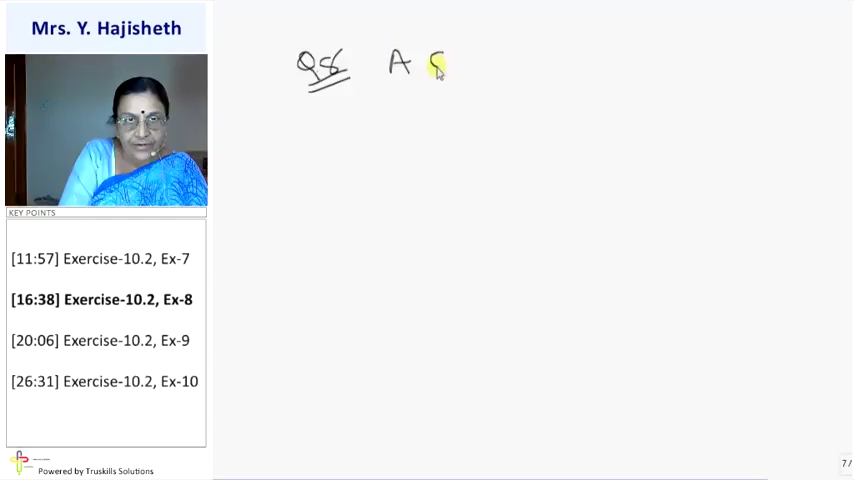 Mrs. Y. Hajisheth
Q8 A
KEY POINTS
[11:57] Exercise-10.2, Ex-7
[16:38] Exercise-10.2, Ex-8
[20:06] Exercise-10.2, Ex-9
[26:31] Exercise-10.2, Ex-10
Powered by Truskills Solutions
7/